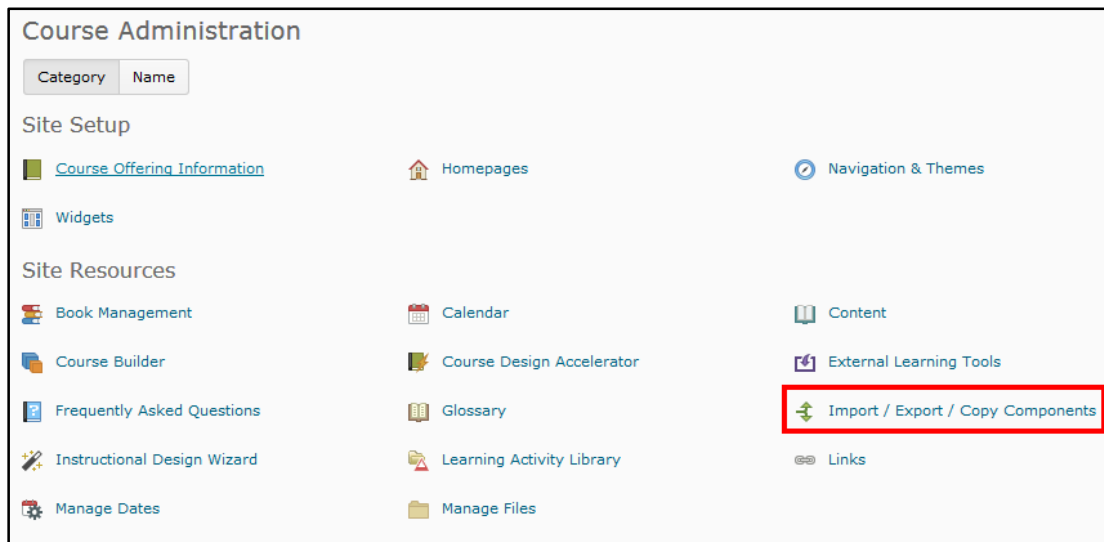 Course Administration
Category Name
Site Setup
Course Offering Information Homepages Navigation & Themes
Widgets
Site Resources
Book Management Calendar Content
Course Builder Course Design Accelerator External Learning Tools
Frequently Asked Questions Glossary Import / Export / Copy Components
Instructional Design Wizard Learning Activity Library Links
Manage Dates Manage Files